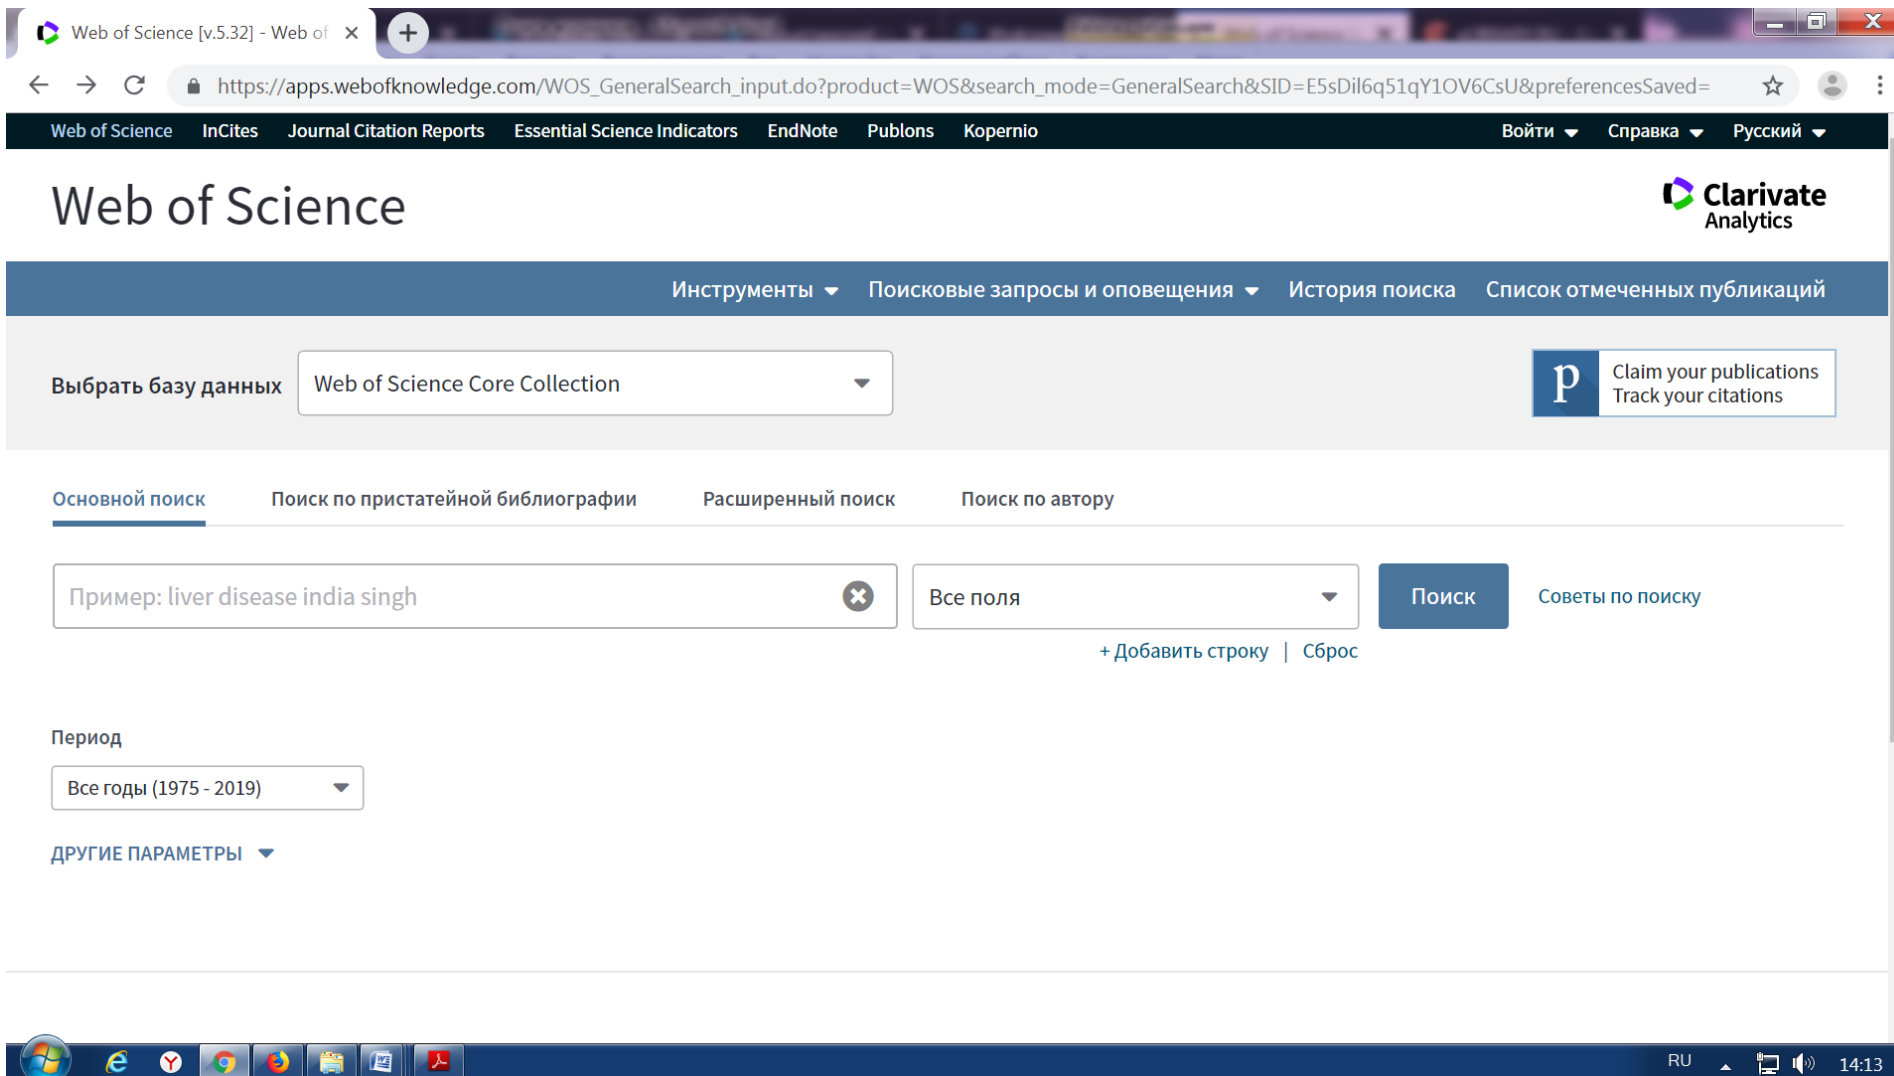 Web of Science [v.5.32] - Web of
https://apps.webofknowledge.com/WOS_GeneralSearch_input.do?product=WOS&search_mode=GeneralSearch&SID=E5sDil6q51qY1OV6CsU&preferencesSaved=
Web of Science InCites Journal Citation Reports Essential Science Indicators EndNote Publons Kopernio Войти Справка Русский
Web of Science
Clarivate
Analytics
Инструменты Поисковые запросы и оповещения История поиска Список отмеченных публикаций
Выбрать базу данных Web of Science Core Collection
p Claim your publications
Track your citations
Основной поиск Поиск по пристатейной библиографии Расширенный поиск Поиск по автору
Пример: liver disease india singh Все поля Поиск Советы по поиску
+ Добавить строку | Сброс
Период
Все годы (1975 - 2019)
ДРУГИЕ ПАРАМЕТРЫ
RU 14:13